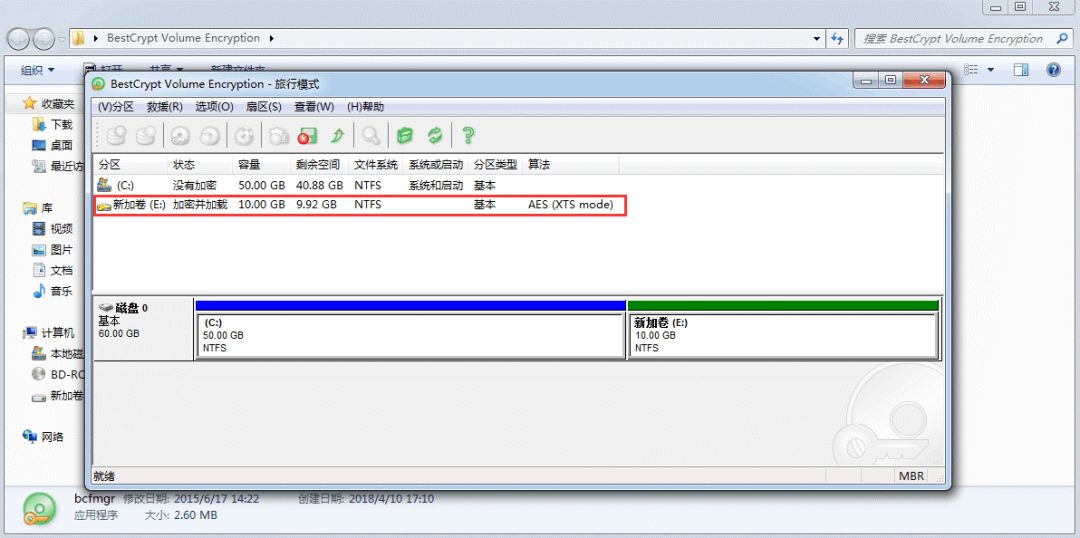 BestCrypt Volume Encryption
搜索 BestCrypt Volume Encryption
组织
打开
共享
新建文件夹
BestCrypt Volume Encryption - 旅行模式
(V)分区 救援(R) 选项(O) 扇区(S) 查看(W) (H)帮助
收藏夹
下载
桌面
最近访
库
视频
图片
文档
音乐
计算机
本地磁
BD-RO
新加卷
网络
分区 状态 容量 剩余空间 文件系统 系统或启动 分区类型 算法
(C:) 没有加密 50.00 GB 40.88 GB NTFS 系统和启动 基本
新加卷 (E:) 加密并加载 10.00 GB 9.92 GB NTFS 基本 AES (XTS mode)
磁盘 0
基本
60.00 GB
(C:)
50.00 GB
NTFS
新加卷 (E:)
10.00 GB
NTFS
就绪
MBR
bcfmgr 修改日期: 2015/6/17 14:22 创建日期: 2018/4/10 17:10
应用程序 大小: 2.60 MB